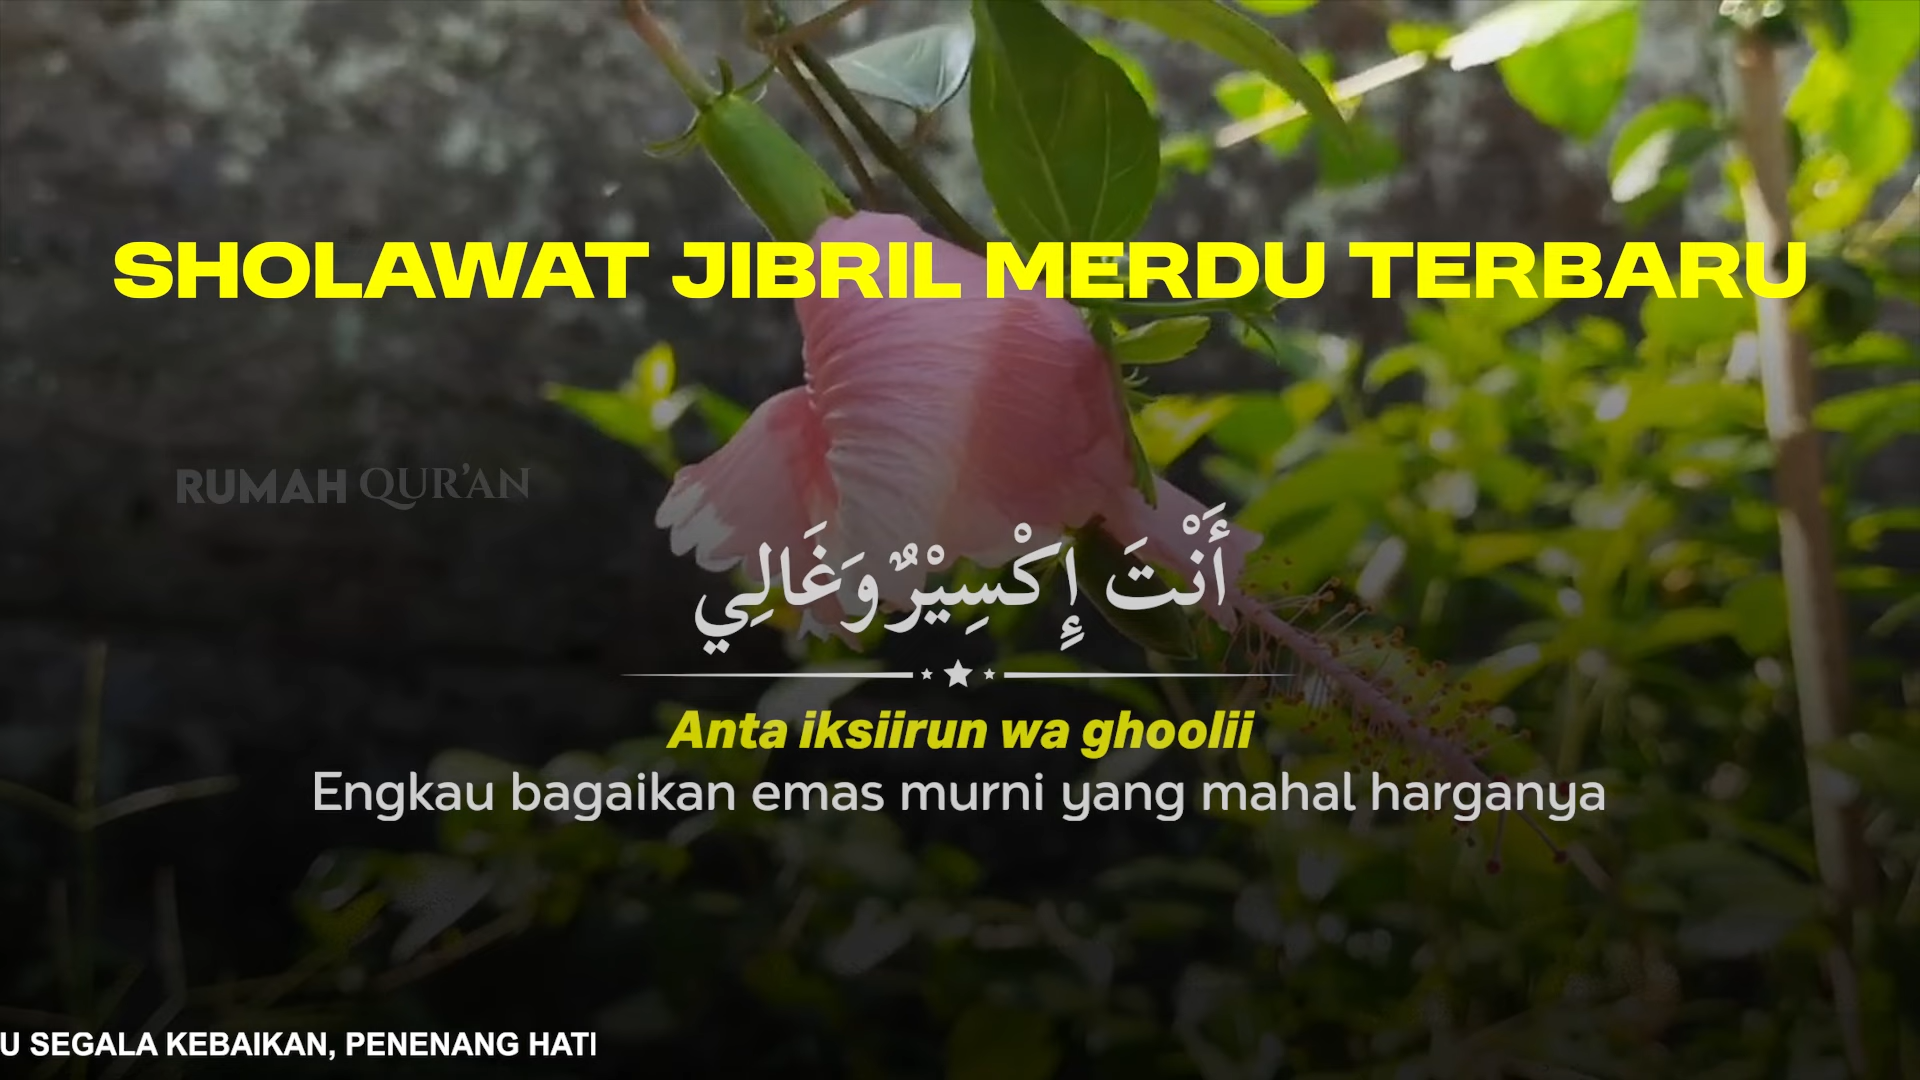 SHOLAWAT JIBRIL MERDU TERBARU
RUMAH QUR'AN
أَنْتَ إِكْسِيْرٌ وَغَالِي
Anta iksiirun wa ghoolii
Engkau bagaikan emas murni yang mahal harganya
U SEGALA KEBAIKAN, PENENANG HATI